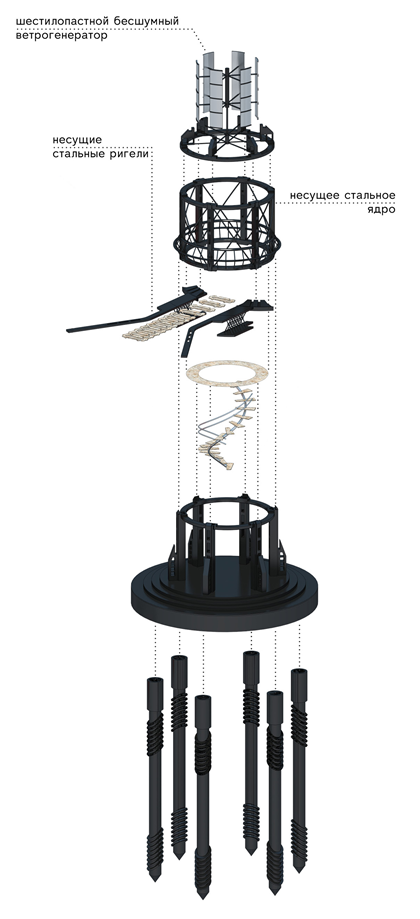 шестилопастной бесшумный
ветрогенератор
несущие
стальные ригели
несущее стальное
ядро